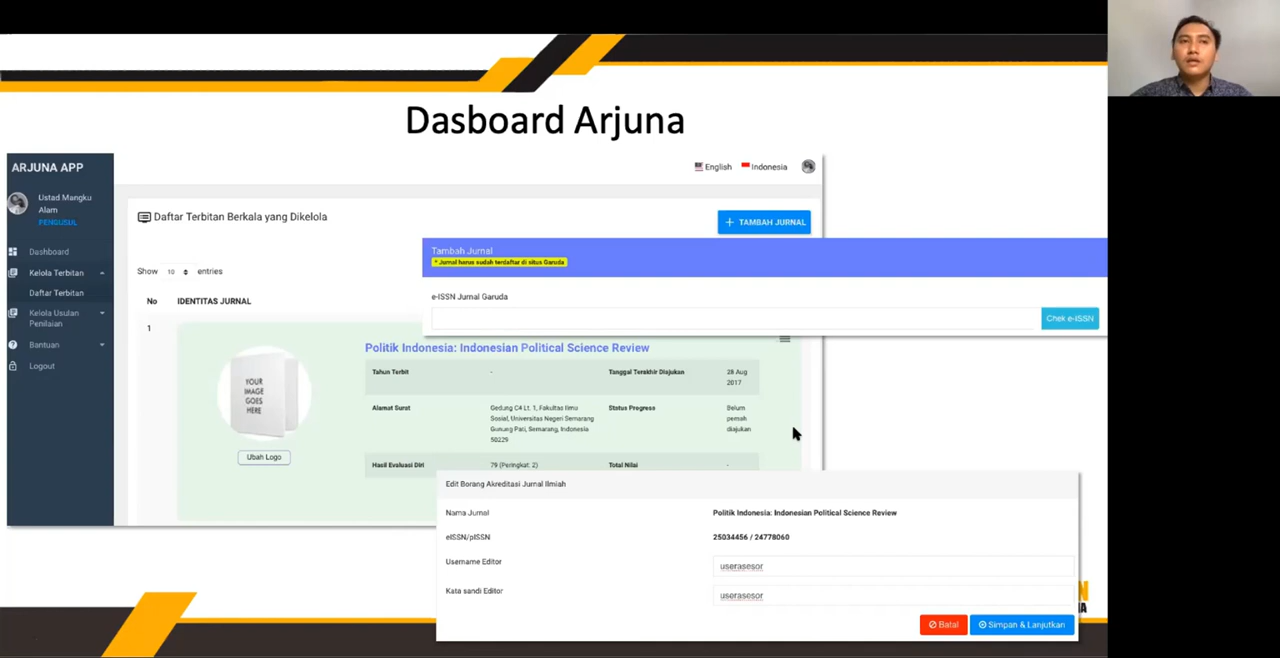 Dasboard Arjuna
ARJUNA APP
Ustad Mangku
Alam
PENGUSUL
Dashboard
Kelola Terbitan
Daftar Terbitan
Kelola Usulan
Penilaian
Bantuan
Logout
English
Indonesia
Daftar Terbitan Berkala yang Dikelola
+ TAMBAH JURNAL
Show 10 entries
No IDENTITAS JURNAL
1
YOUR
IMAGE
GOES
HERE
Ubah Logo
Tambah Jurnal
* Jurnal harus sudah terdaftar di situs Garuda
e-ISSN Jurnal Garuda
Chek e-ISSN
Politik Indonesia: Indonesian Political Science Review
Tahun Terbit - Tanggal Terakhir Diajukan 28 Aug
2017
Alamat Surat Gedung C4 Lt. 1, Fakultas Ilmu Status Progress Belum
Sosial, Universitas Negeri Semarang pernah
Gunung Pati, Semarang, Indonesia diajukan
50229
Hasil Evaluasi Diri 79 (Peringkat: 2) Total Nilai -
Edit Borang Akreditasi Jurnal Ilmiah
Nama Jurnal Politik Indonesia: Indonesian Political Science Review
eISSN/pISSN 25034456 / 24778060
Username Editor userasesor
Kata sandi Editor userasesor
Batal
Simpan & Lanjutkan